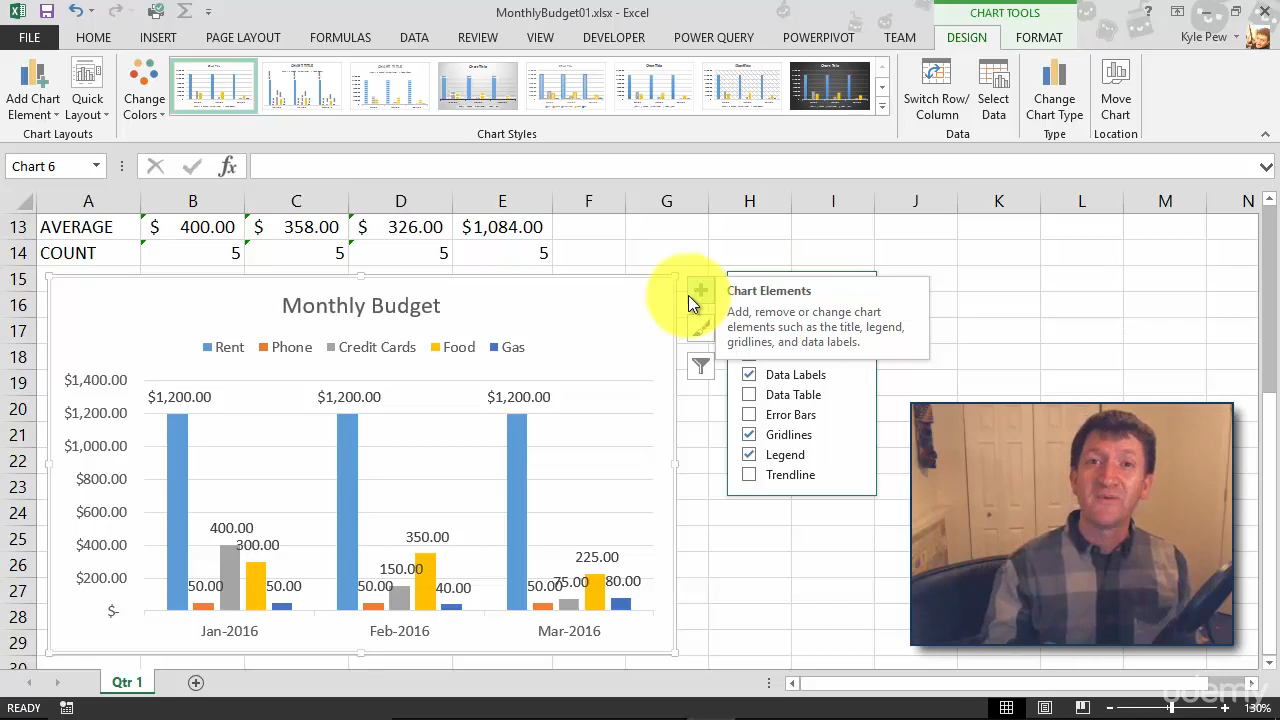 MonthlyBudget01.xlsx - Excel
CHART TOOLS
FILE HOME INSERT PAGE LAYOUT FORMULAS DATA REVIEW VIEW DEVELOPER POWER QUERY POWERPIVOT TEAM DESIGN FORMAT Kyle Pew
Add Chart Element Quick Layout Change Colors Switch Row/ Column Select Data Change Chart Type Move Chart
Chart Layouts Chart Styles Data Type Location
Chart 6 fx
A B C D E F G H I J K L M N
13 AVERAGE $ 400.00 $ 358.00 $ 326.00 $1,084.00
14 COUNT 5 5 5 5
15
16
17
18
19
20
21
22
23
24
25
26
27
28
29
30
Monthly Budget
Rent Phone Credit Cards Food Gas
$1,400.00
$1,200.00
$1,000.00
$800.00
$600.00
$400.00
$200.00
$-
$1,200.00 $1,200.00 $1,200.00
50.00 400.00 300.00 50.00
50.00 150.00 350.00 40.00
50.00 75.00 225.00 80.00
Jan-2016 Feb-2016 Mar-2016
Chart Elements
Add, remove or change chart
elements such as the title, legend,
gridlines, and data labels.
Data Labels
Data Table
Error Bars
Gridlines
Legend
Trendline
Qtr 1
READY 130%
udemy